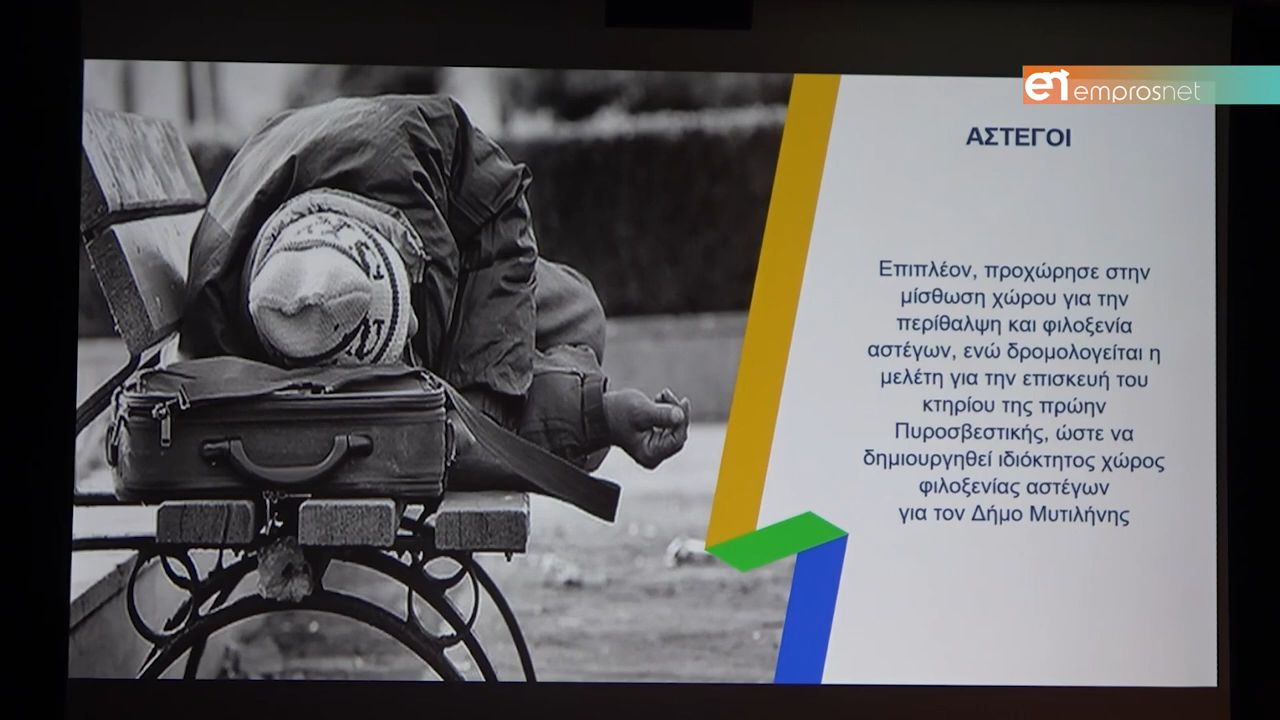 en emprosnet
ΑΣΤΕΓΟΙ
Επιπλέον, προχώρησε στην
μίσθωση χώρου για την
περίθαλψη και φιλοξενία
αστέγων, ενώ δρομολογείται η
μελέτη για την επισκευή του
κτηρίου της πρώην
Πυροσβεστικής, ώστε να
δημιουργηθεί ιδιόκτητος χώρος
φιλοξενίας αστέγων
για τον Δήμο Μυτιλήνης